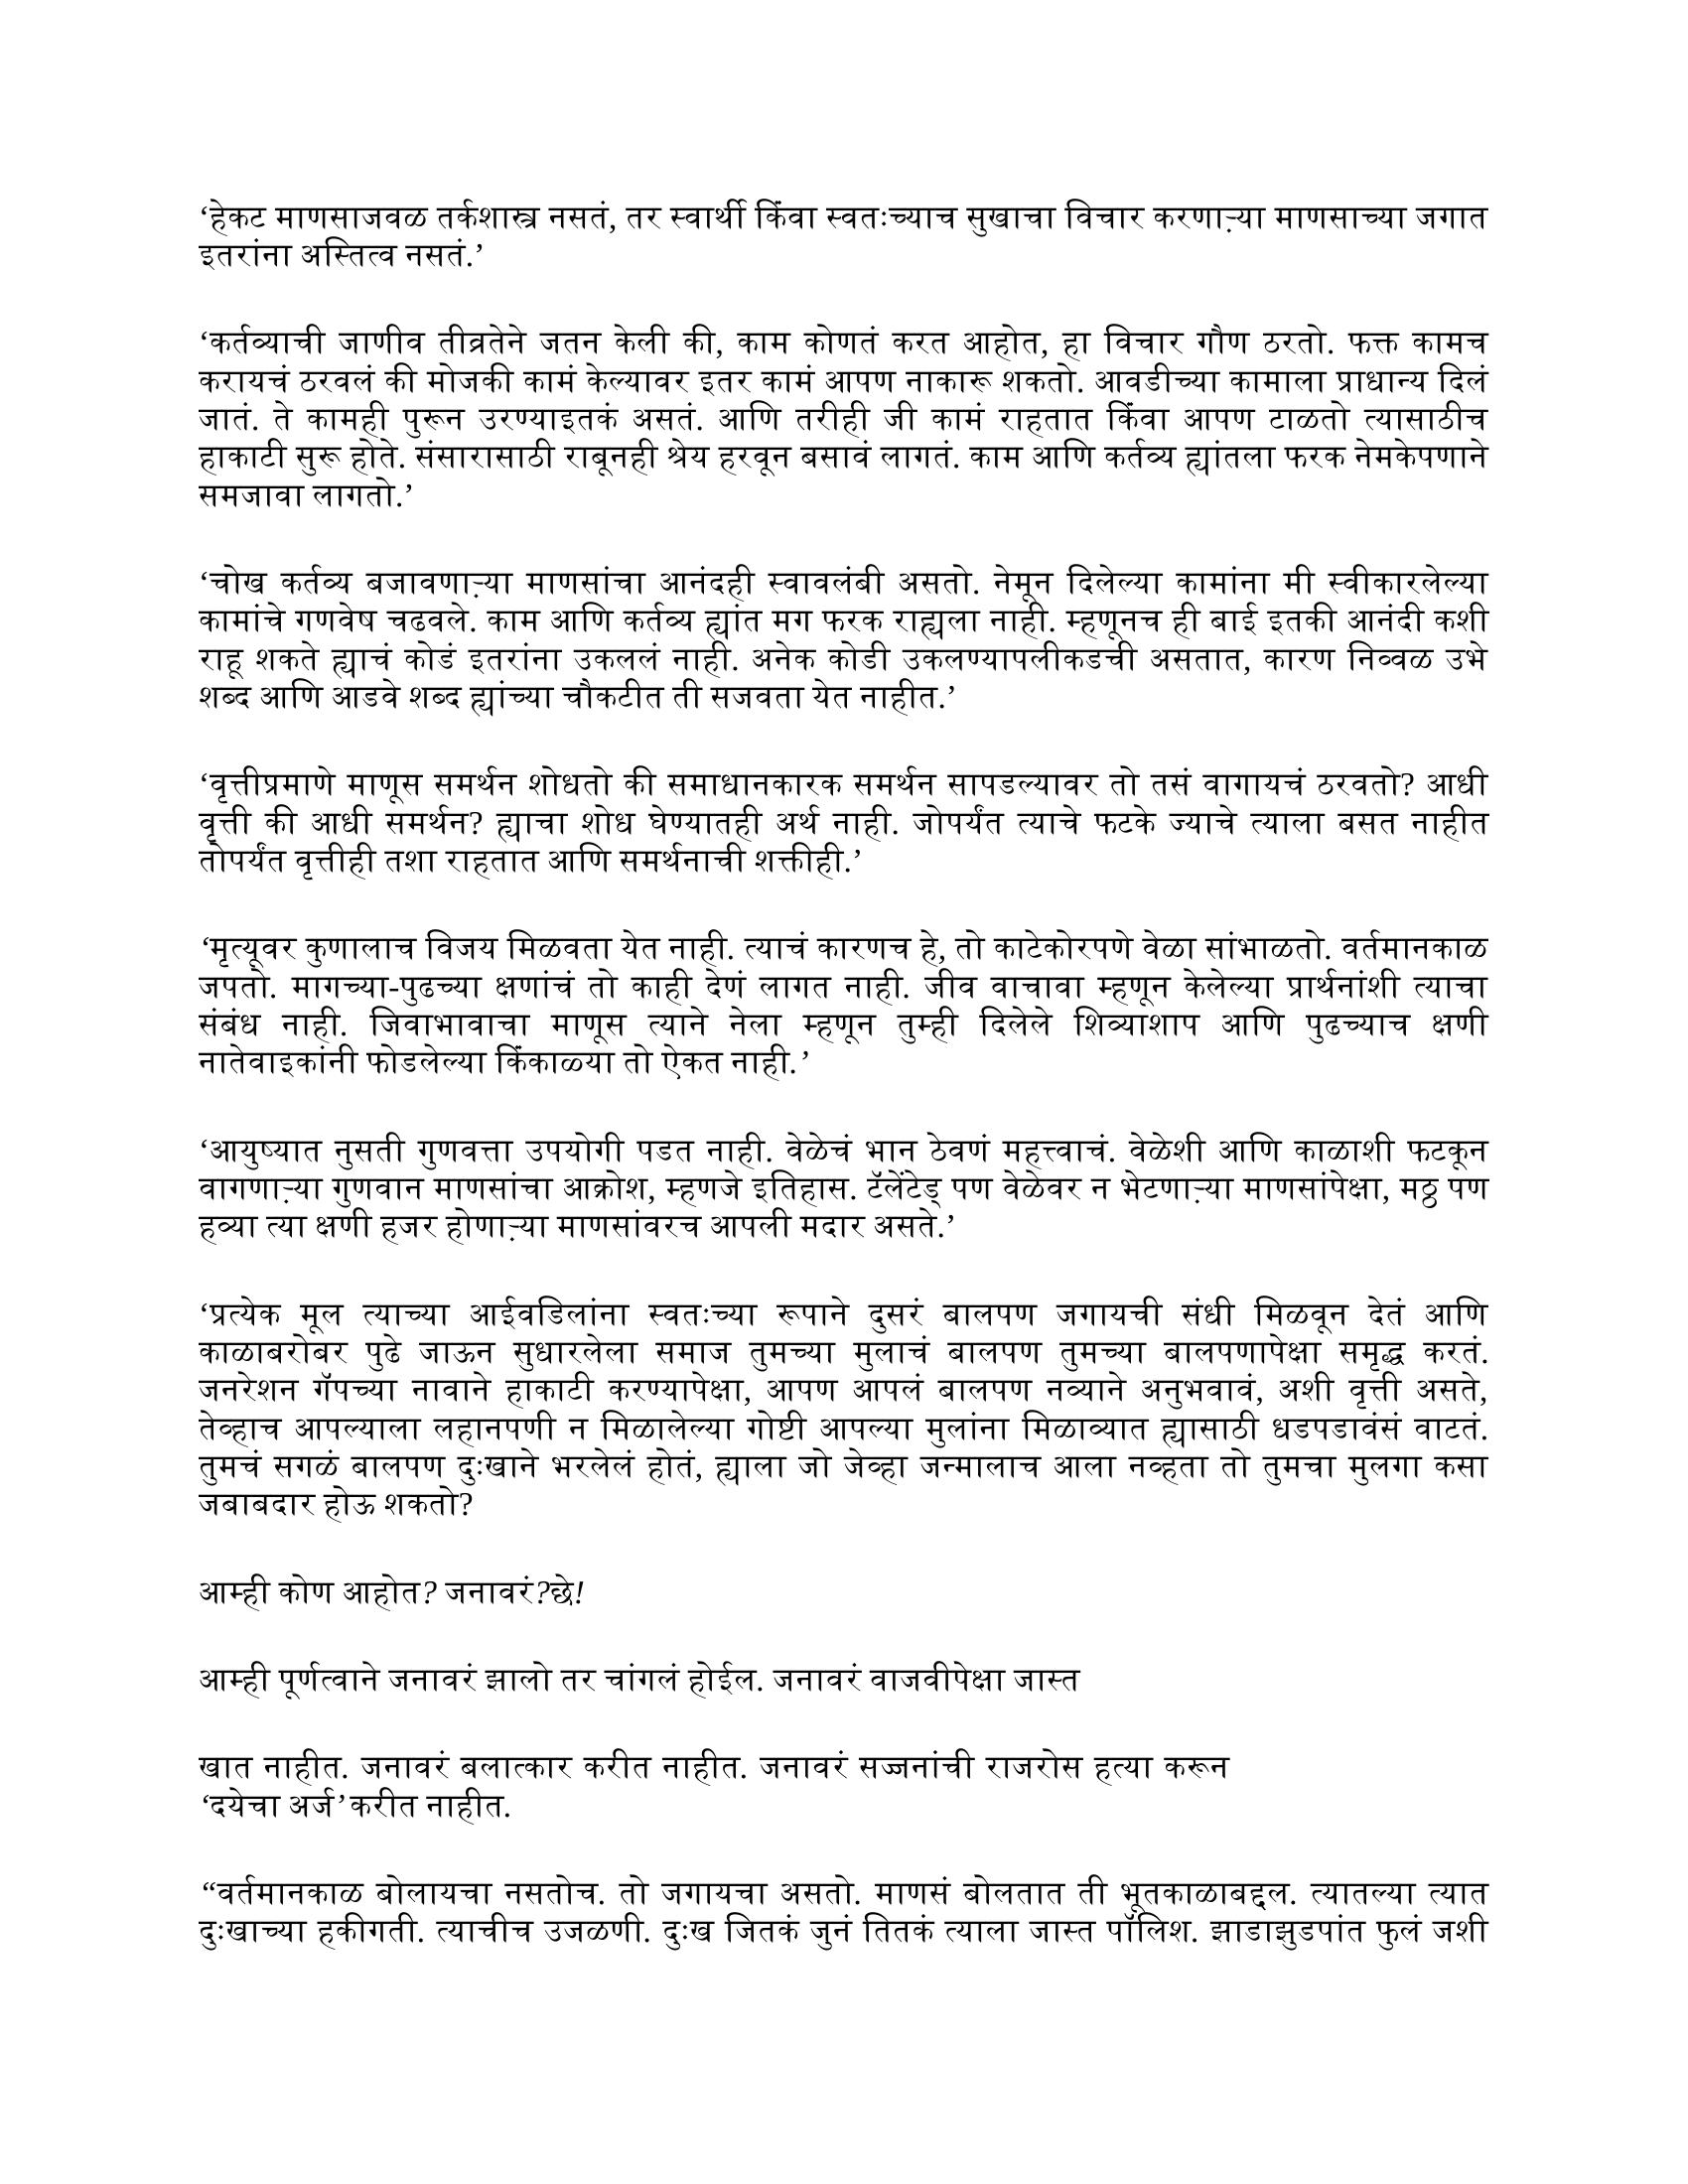 ‘हेकट माणसाजवळ तर्कशास्त्र नसतं, तर स्वार्थी किंवा स्वतःच्याच सुखाचा विचार करणाऱ्या माणसाच्या जगात
इतरांना अस्तित्व नसतं.’
‘कर्तव्याची जाणीव तीव्रतेने जतन केली की, काम कोणतं करत आहोत, हा विचार गौण ठरतो. फक्त कामच
करायचं ठरवलं की मोजकी कामं केल्यावर इतर कामं आपण नाकारू शकतो. आवडीच्या कामाला प्राधान्य दिलं
जातं. ते कामही पुरून उरण्याइतकं असतं. आणि तरीही जी कामं राहतात किंवा आपण टाळतो त्यासाठीच
हाकाटी सुरू होते. संसारासाठी राबूनही श्रेय हरवून बसावं लागतं. काम आणि कर्तव्य ह्यांतला फरक नेमकेपणाने
समजावा लागतो.’
‘चोख कर्तव्य बजावणाऱ्या माणसांचा आनंदही स्वावलंबी असतो. नेमून दिलेल्या कामांना मी स्वीकारलेल्या
कामांचे गणवेष चढवले. काम आणि कर्तव्य ह्यांत मग फरक राह्यला नाही. म्हणूनच ही बाई इतकी आनंदी कशी
राहू शकते ह्याचं कोडं इतरांना उकललं नाही. अनेक कोडी उकलण्यापलीकडची असतात, कारण निव्वळ उभे
शब्द आणि आडवे शब्द ह्यांच्या चौकटीत ती सजवता येत नाहीत.’
‘वृत्तीप्रमाणे माणूस समर्थन शोधतो की समाधानकारक समर्थन सापडल्यावर तो तसं वागायचं ठरवतो? आधी
वृत्ती की आधी समर्थन? ह्याचा शोध घेण्यातही अर्थ नाही. जोपर्यंत त्याचे फटके ज्याचे त्याला बसत नाहीत
तोपर्यंत वृत्तीही तशा राहतात आणि समर्थनाची शक्तीही.’
‘मृत्यूवर कुणालाच विजय मिळवता येत नाही. त्याचं कारणच हे, तो काटेकोरपणे वेळा सांभाळतो. वर्तमानकाळ
जपतो. मागच्या-पुढच्या क्षणांचं तो काही देणं लागत नाही. जीव वाचावा म्हणून केलेल्या प्रार्थनांशी त्याचा
संबंध नाही. जिवाभावाचा माणूस त्याने नेला म्हणून तुम्ही दिलेले शिव्याशाप आणि पुढच्याच क्षणी
नातेवाइकांनी फोडलेल्या किंकाळ्या तो ऐकत नाही.’
‘आयुष्यात नुसती गुणवत्ता उपयोगी पडत नाही. वेळेचं भान ठेवणं महत्त्वाचं. वेळेशी आणि काळाशी फटकून
वागणाऱ्या गुणवान माणसांचा आक्रोश, म्हणजे इतिहास. टॅलेंटेड् पण वेळेवर न भेटणाऱ्या माणसांपेक्षा, मठ्ठ पण
हव्या त्या क्षणी हजर होणाऱ्या माणसांवरच आपली मदार असते.’
‘प्रत्येक मूल त्याच्या आईवडिलांना स्वतःच्या रूपाने दुसरं बालपण जगायची संधी मिळवून देतं आणि
काळाबरोबर पुढे जाऊन सुधारलेला समाज तुमच्या मुलाचं बालपण तुमच्या बालपणापेक्षा समृद्ध करतं.
जनरेशन गॅपच्या नावाने हाकाटी करण्यापेक्षा, आपण आपलं बालपण नव्याने अनुभवावं, अशी वृत्ती असते,
तेव्हाच आपल्याला लहानपणी न मिळालेल्या गोष्टी आपल्या मुलांना मिळाव्यात ह्यासाठी धडपडावंसं वाटतं.
तुमचं सगळं बालपण दुःखाने भरलेलं होतं, ह्याला जो जेव्हा जन्मालाच आला नव्हता तो तुमचा मुलगा कसा
जबाबदार होऊ शकतो?
आम्ही कोण आहोत? जनावरं?छे!
आम्ही पूर्णत्वाने जनावरं झालो तर चांगलं होईल. जनावरं वाजवीपेक्षा जास्त
खात नाहीत. जनावरं बलात्कार करीत नाहीत. जनावरं सज्जनांची राजरोस हत्या करून
‘दयेचा अर्ज’करीत नाहीत.
“वर्तमानकाळ बोलायचा नसतोच. तो जगायचा असतो. माणसं बोलतात ती भूतकाळाबद्दल. त्यातल्या त्यात
दुःखाच्या हकीगती. त्याचीच उजळणी. दुःख जितकं जुनं तितकं त्याला जास्त पॉलिश. झाडाझुडपांत फुलं जशी